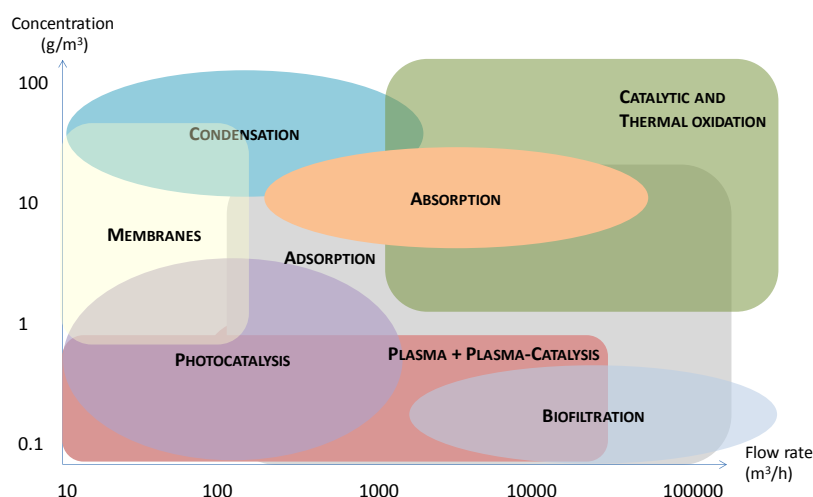 Concentration
(g/m³)
100
CATALYTIC AND
THERMAL OXIDATION
CONDENSATION
10
ABSORPTION
MEMBRANES
ADSORPTION
1
PHOTOCATALYSIS
PLASMA + PLASMA-CATALYSIS
BIOFILTRATION
0.1
Flow rate
(m³/h)
10
100
1000
10000
100000